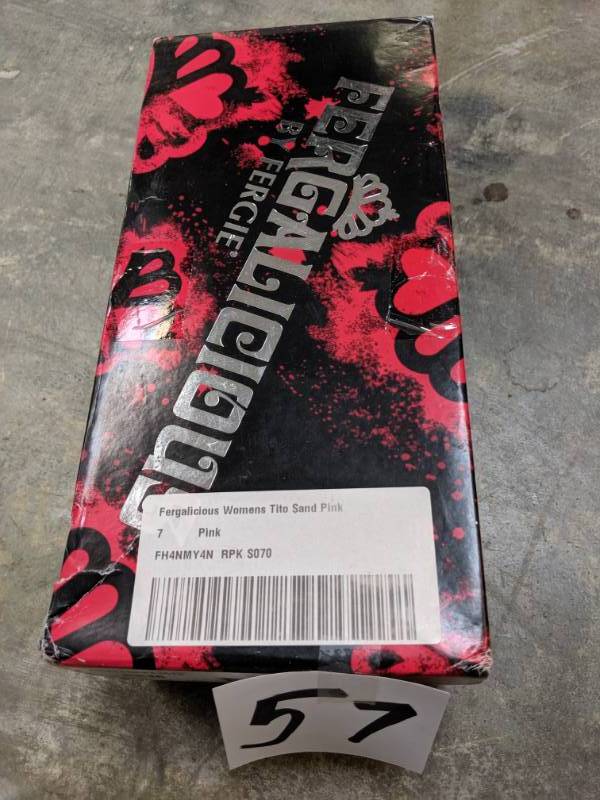 FERGALICIOUS
BY FERGIE®
Fergalicious Womens Tito Sand Pink
7 Pink
FH4NMY4N RPK S070
57